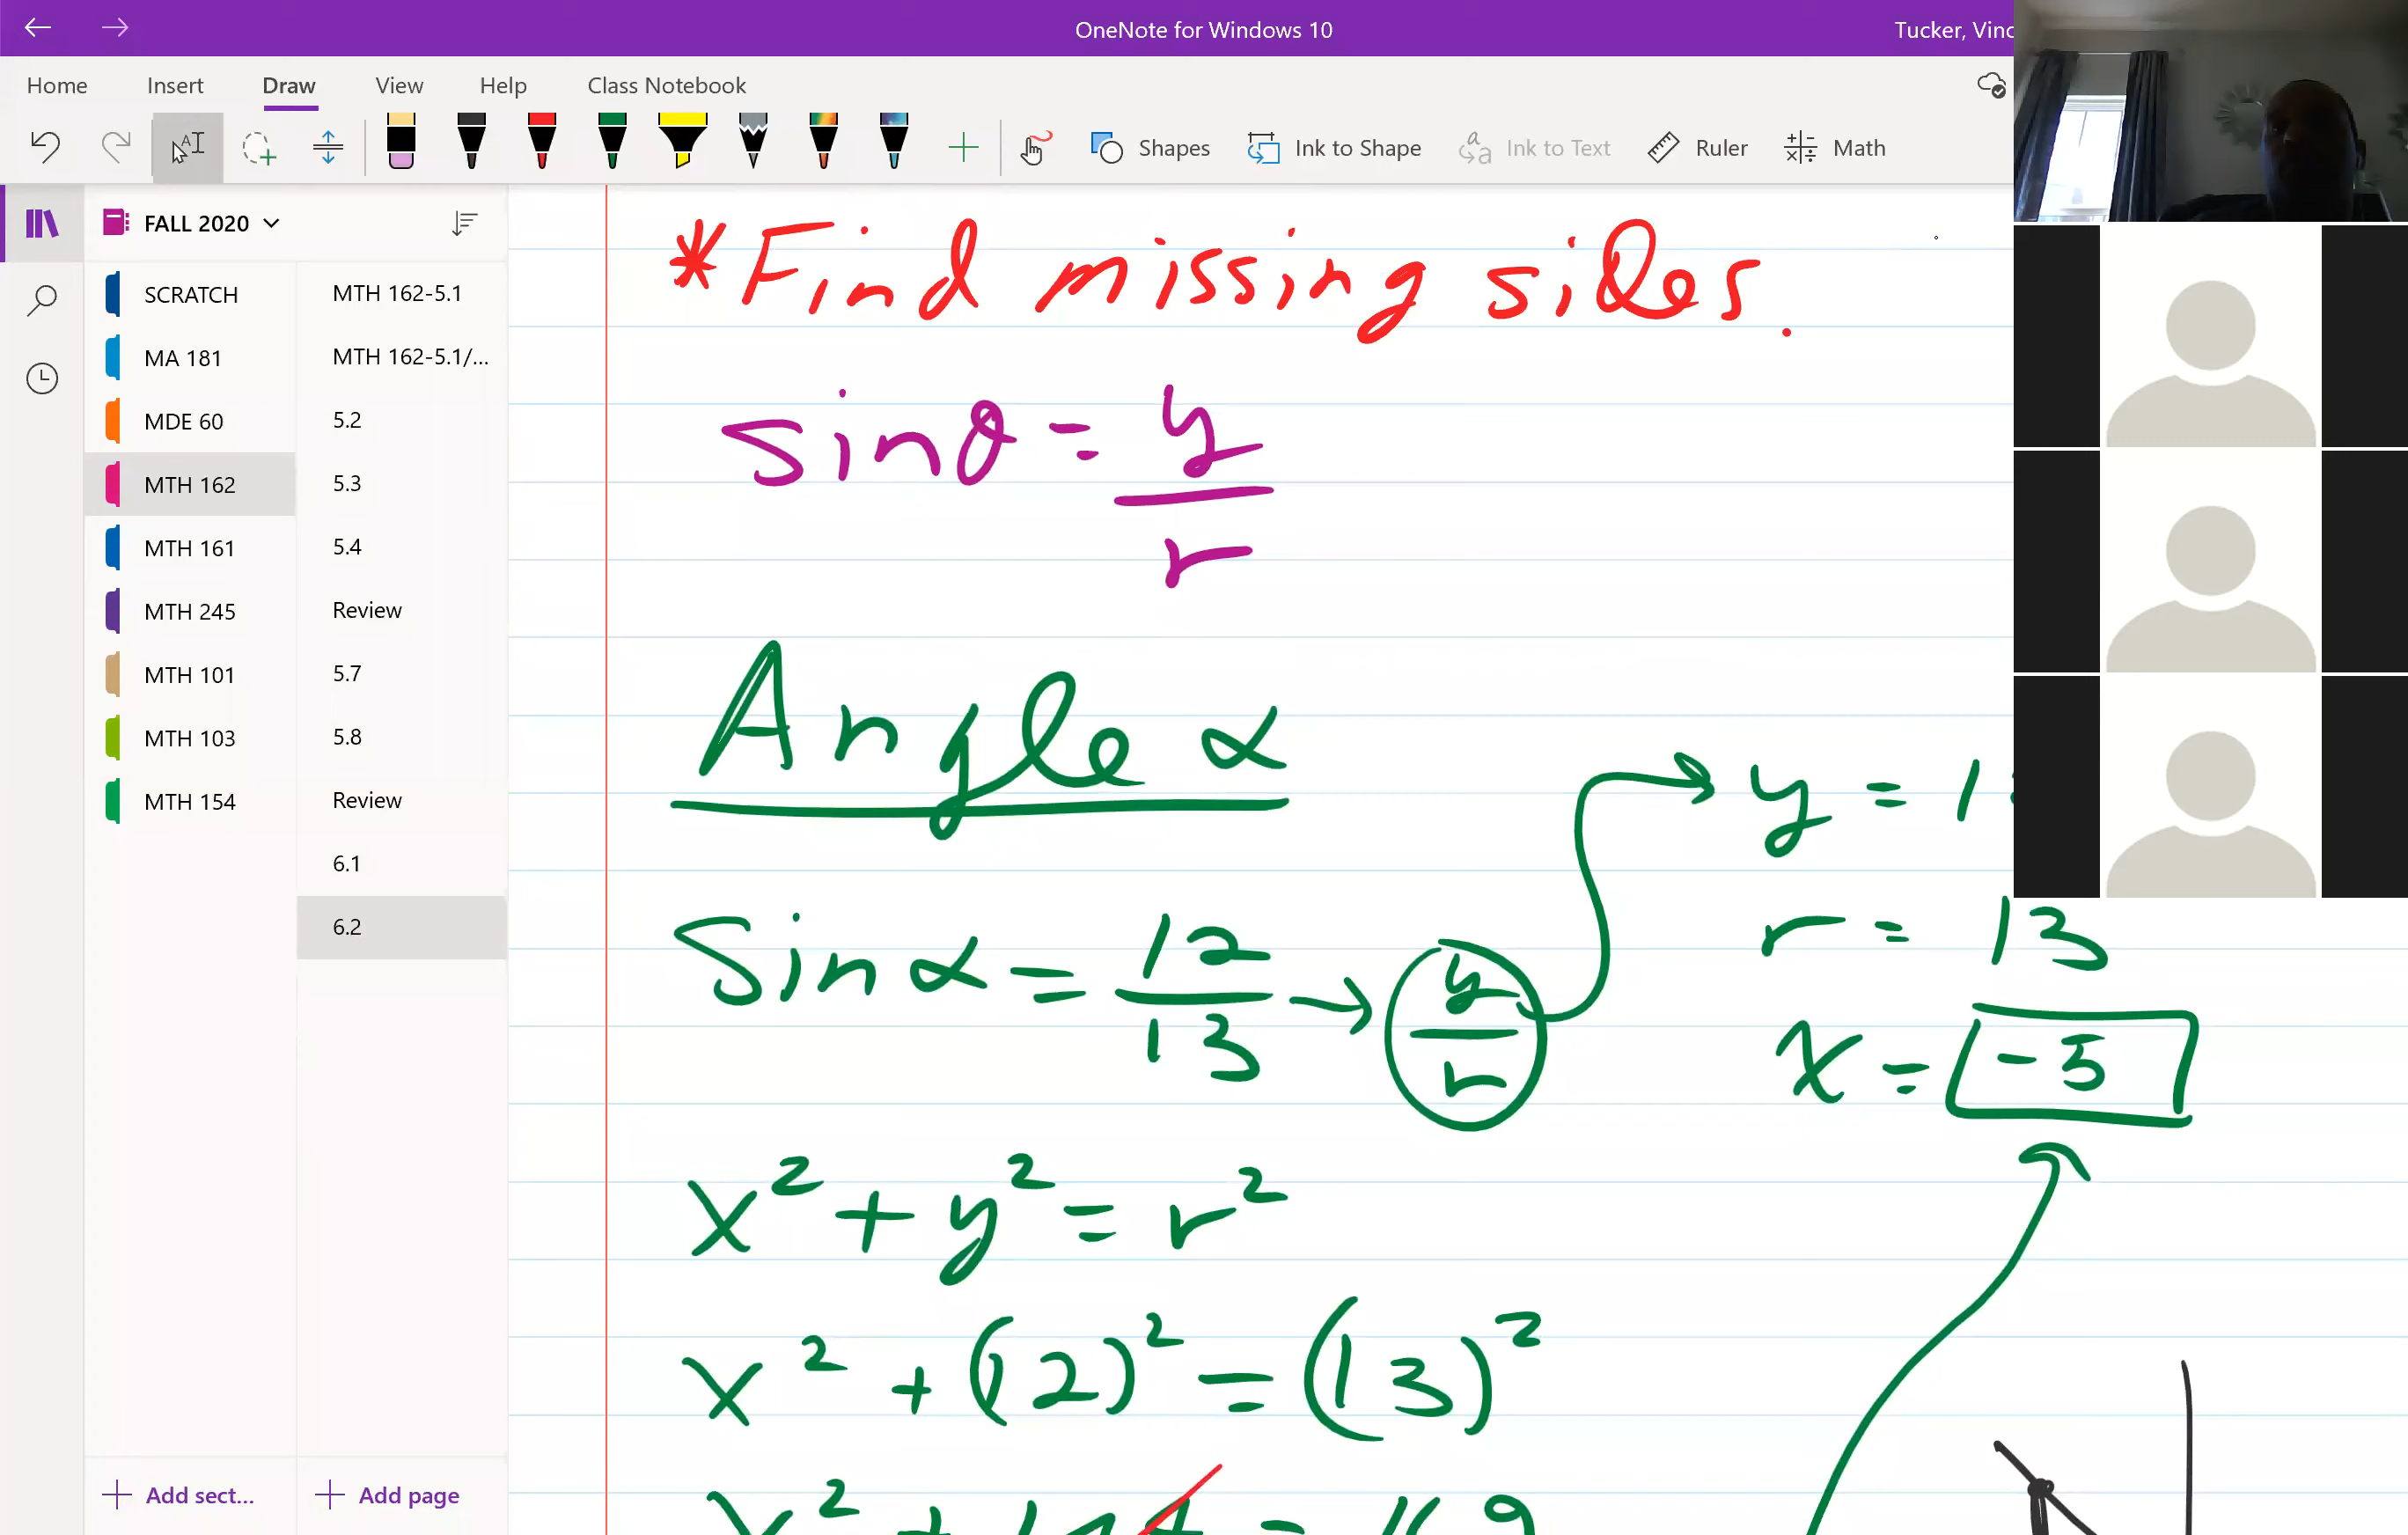 OneNote for Windows 10
Tucker, Vinc
Home Insert Draw View Help Class Notebook
Shapes Ink to Shape Ink to Text Ruler Math
FALL 2020
SCRATCH
MA 181
MDE 60
MTH 162
MTH 161
MTH 245
MTH 101
MTH 103
MTH 154
Add sect...
MTH 162-5.1
MTH 162-5.1/...
5.2
5.3
5.4
Review
5.7
5.8
Review
6.1
6.2
Add page
*Find missing sides.
sinθ = y/r
Angle α
Sin α = 12/13 → y/r
y = 1
r = 13
x = -5
x² + y² = r²
x² + (12)² = (13)²
x² + 144 = 169